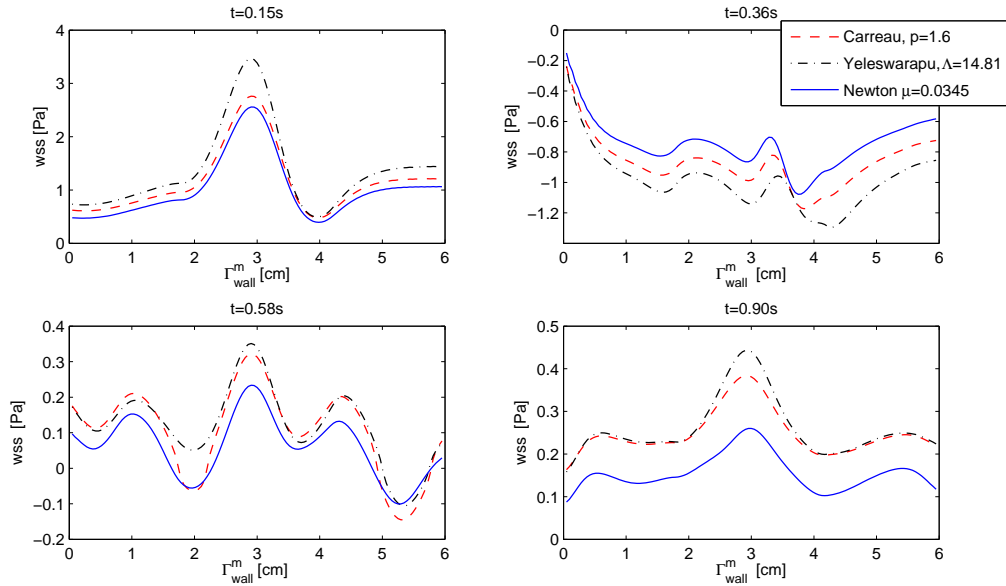 t=0.15s
wss [Pa]
4
3
2
1
0
0 1 2 3 4 5 6
Γ^m_wall [cm]
t=0.36s
wss [Pa]
0
−0.2
−0.4
−0.6
−0.8
−1
−1.2
0 1 2 3 4 5 6
Γ^m_wall [cm]
Carreau, p=1.6
Yeleswarapu, Λ=14.81
Newton μ=0.0345
t=0.58s
wss [Pa]
0.4
0.3
0.2
0.1
0
−0.1
−0.2
0 1 2 3 4 5 6
Γ^m_wall [cm]
t=0.90s
wss [Pa]
0.5
0.4
0.3
0.2
0.1
0
0 1 2 3 4 5 6
Γ^m_wall [cm]